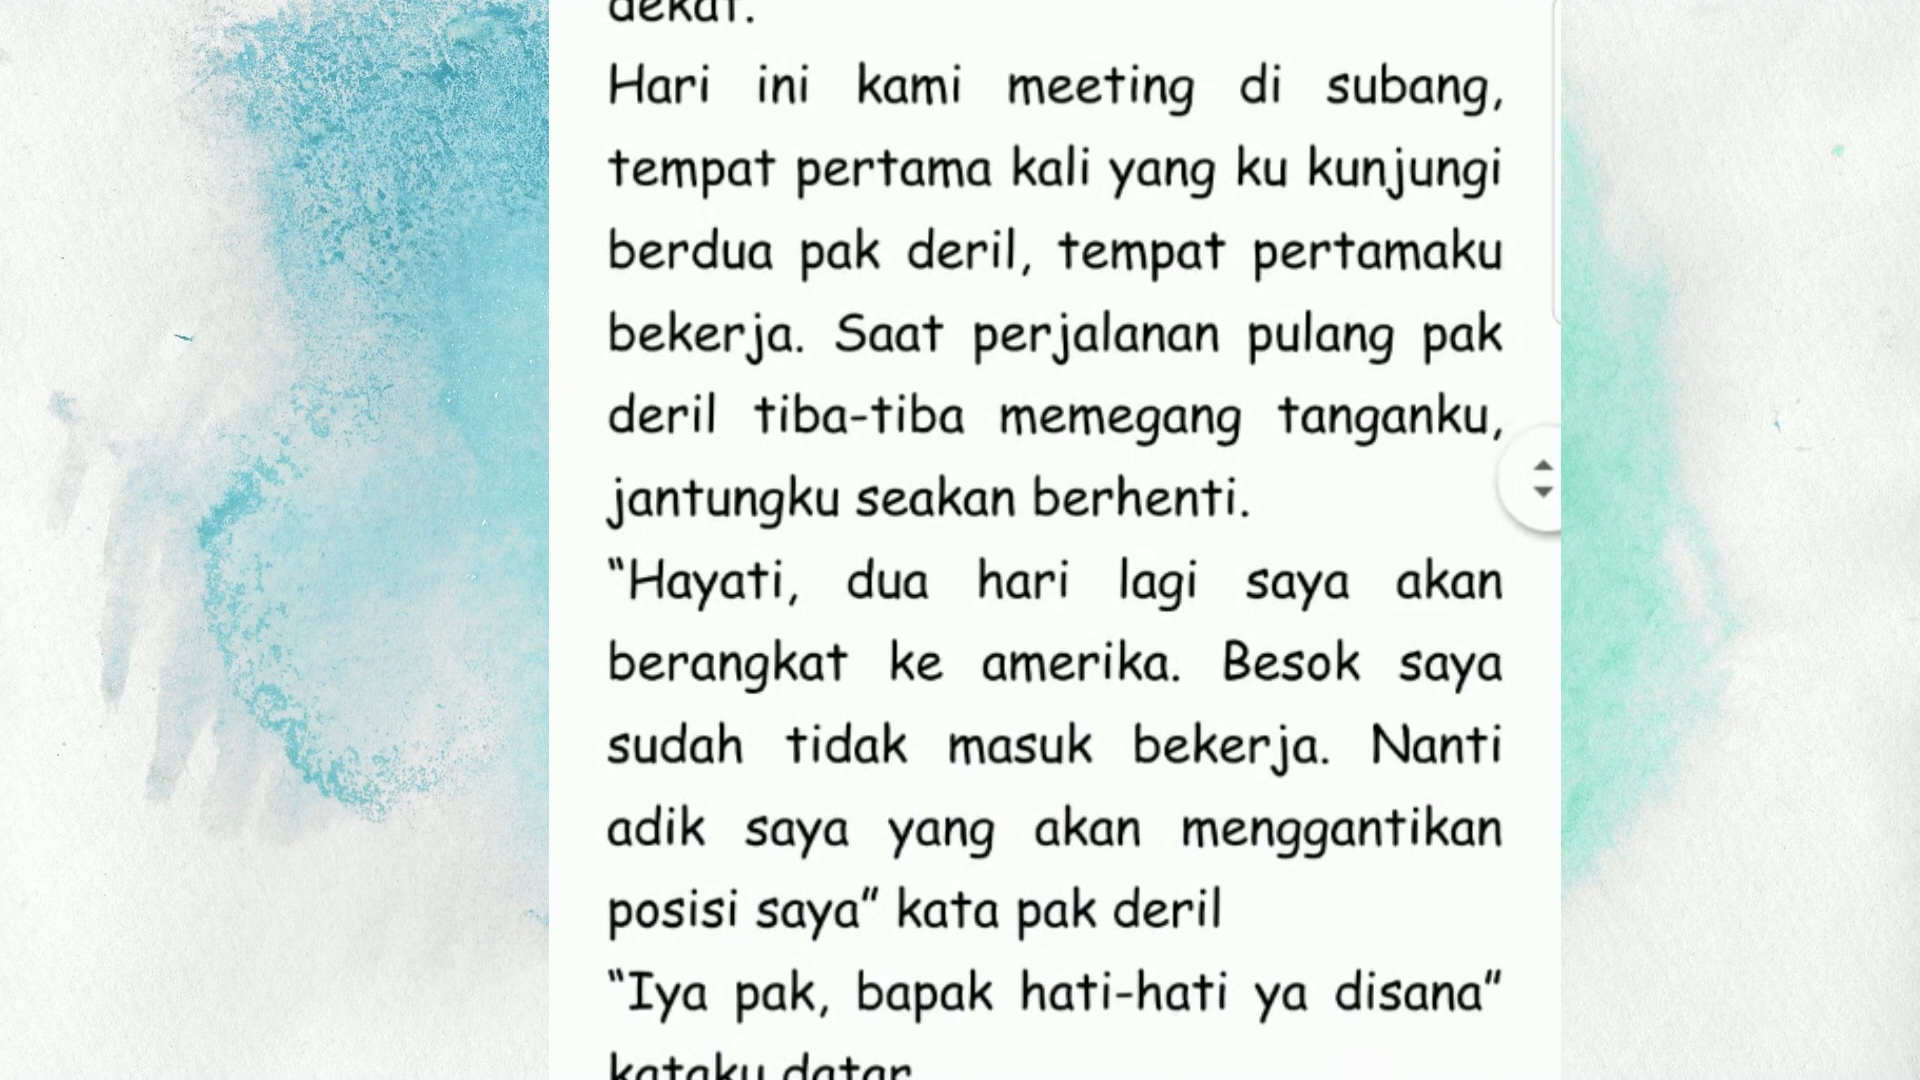 dekat.
Hari ini kami meeting di subang,
tempat pertama kali yang ku kunjungi
berdua pak deril, tempat pertamaku
bekerja. Saat perjalanan pulang pak
deril tiba-tiba memegang tanganku,
jantungku seakan berhenti.
“Hayati, dua hari lagi saya akan
berangkat ke amerika. Besok saya
sudah tidak masuk bekerja. Nanti
adik saya yang akan menggantikan
posisi saya” kata pak deril
“Iya pak, bapak hati-hati ya disana”
kataku datar